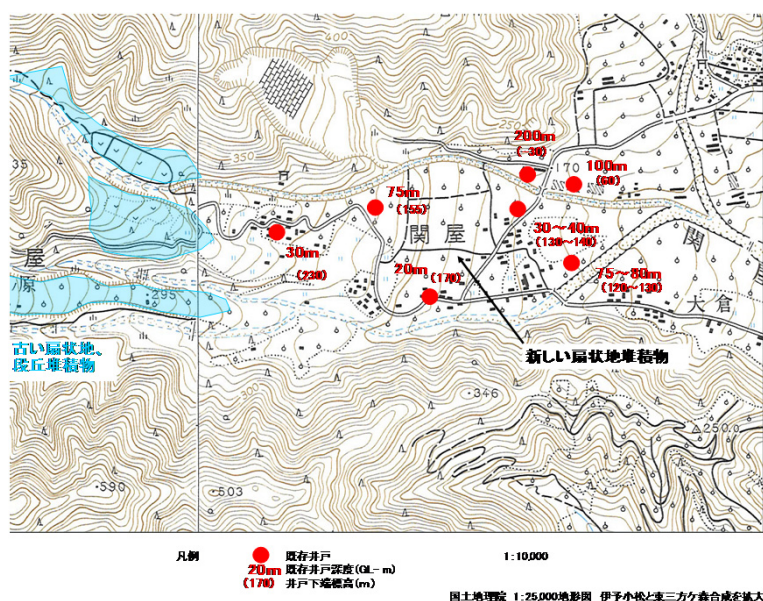 400
350
200m
(-30)
170
100m
(60)
35
75m
(155)
関屋
30~40m
(130~140)
30m
(230)
屋
原
20m (170)
75~80m
(120~130)
関
295
大倉
古い扇状地、
段丘堆積物
新しい扇状地堆積物
300
・346
250.0
・590
・503
凡例
既存井戸
1:10,000
20m 既存井戸深度(GL-m)
(170) 井戸下端標高(m)
国土地理院 1:25,000地形図 伊予小松と東三方ケ森合成を拡大